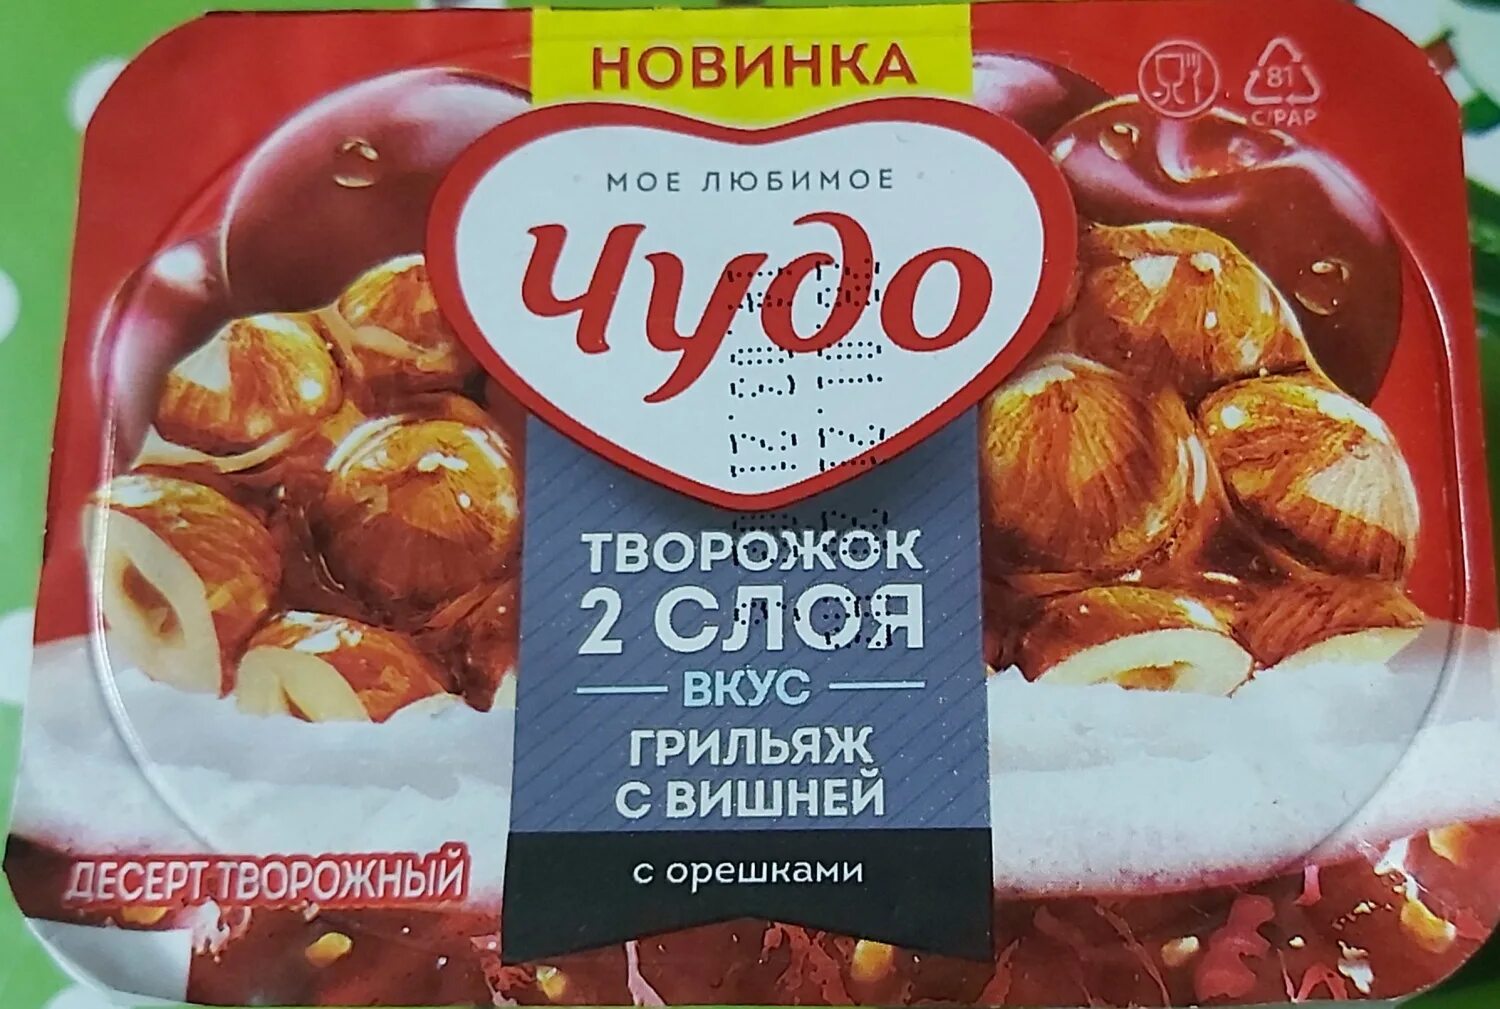 НОВИНКА
81
C/PAP
МОЕ ЛЮБИМОЕ
Чудо
ТВОРОЖОК
2 СЛОЯ
ВКУС
ГРИЛЬЯЖ
С ВИШНЕЙ
с орешками
ДЕСЕРТ ТВОРОЖНЫЙ